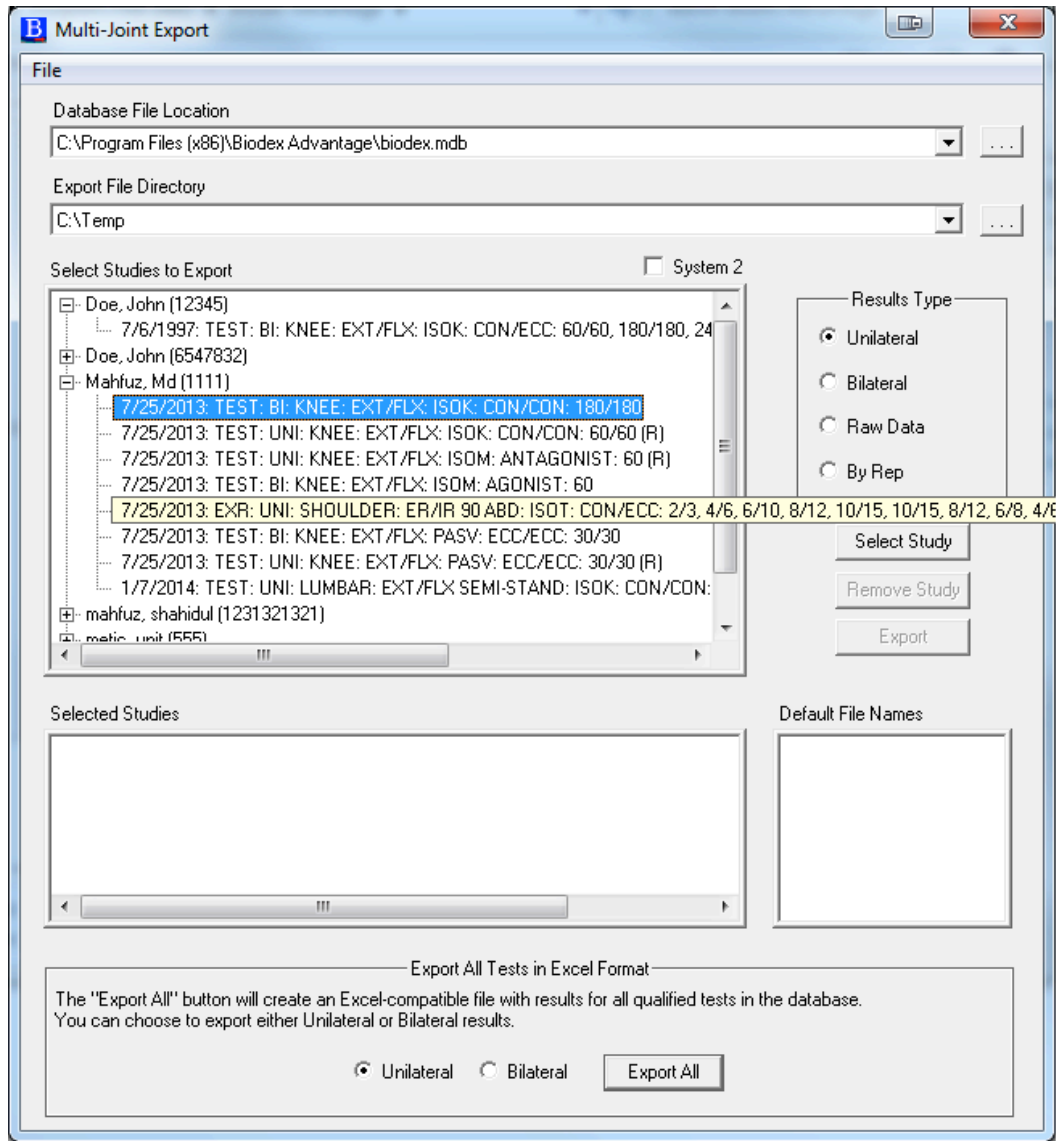 B Multi-Joint Export
File
Database File Location
C:\Program Files (x86)\Biodex Advantage\biodex.mdb
...
Export File Directory
C:\Temp
...
Select Studies to Export
System 2
Doe, John (12345)
7/6/1997: TEST: BI: KNEE: EXT/FLX: ISOK: CON/ECC: 60/60, 180/180, 24
Doe, John (6547832)
Mahfuz, Md (1111)
7/25/2013: TEST: BI: KNEE: EXT/FLX: ISOK: CON/CON: 180/180
7/25/2013: TEST: UNI: KNEE: EXT/FLX: ISOK: CON/CON: 60/60 (R)
7/25/2013: TEST: UNI: KNEE: EXT/FLX: ISOM: ANTAGONIST: 60 (R)
7/25/2013: TEST: BI: KNEE: EXT/FLX: ISOM: AGONIST: 60
7/25/2013: EXR: UNI: SHOULDER: ER/IR 90 ABD: ISOT: CON/ECC: 2/3, 4/6, 6/10, 8/12, 10/15, 10/15, 8/12, 6/8, 4/6
7/25/2013: TEST: BI: KNEE: EXT/FLX: PASV: ECC/ECC: 30/30
7/25/2013: TEST: UNI: KNEE: EXT/FLX: PASV: ECC/ECC: 30/30 (R)
1/7/2014: TEST: UNI: LUMBAR: EXT/FLX SEMI-STAND: ISOK: CON/CON:
mahfuz, shahidul (1231321321)
metic, unit (555)
Results Type
Unilateral
Bilateral
Raw Data
By Rep
Select Study
Remove Study
Export
Selected Studies
Default File Names
Export All Tests in Excel Format
The "Export All" button will create an Excel-compatible file with results for all qualified tests in the database.
You can choose to export either Unilateral or Bilateral results.
Unilateral Bilateral Export All